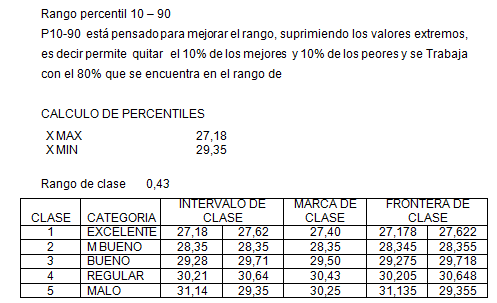 Rango percentil 10 – 90
P10-90 está pensado para mejorar el rango, suprimiendo los valores extremos,
es decir permite quitar el 10% de los mejores y 10% de los peores y se Trabaja
con el 80% que se encuentra en el rango de
CALCULO DE PERCENTILES
X MAX 27,18
X MIN 29,35
Rango de clase 0,43
CLASE CATEGORIA INTERVALO DE CLASE MARCA DE CLASE FRONTERA DE CLASE
1 EXCELENTE 27,18 27,62 27,40 27,178 27,622
2 M BUENO 28,35 28,35 28,35 28,345 28,355
3 BUENO 29,28 29,71 29,50 29,275 29,718
4 REGULAR 30,21 30,64 30,43 30,205 30,648
5 MALO 31,14 29,35 30,25 31,135 29,355